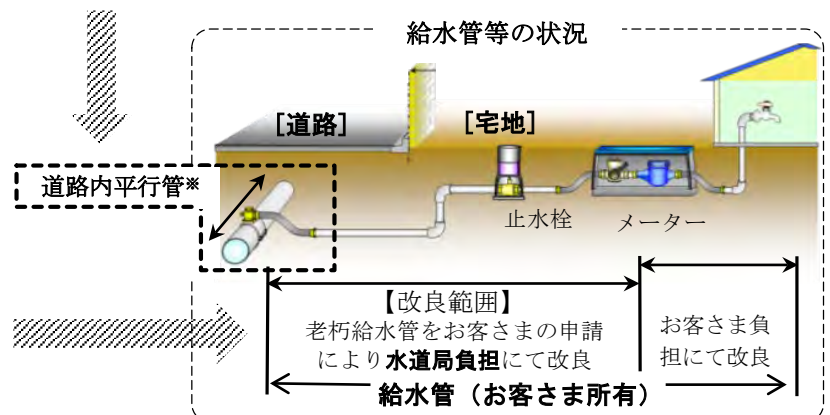 給水管等の状況
[道路]
[宅地]
道路内平行管※
止水栓
メーター
【改良範囲】
老朽給水管をお客さまの申請
により水道局負担にて改良
お客さま負
担にて改良
給水管（お客さま所有）